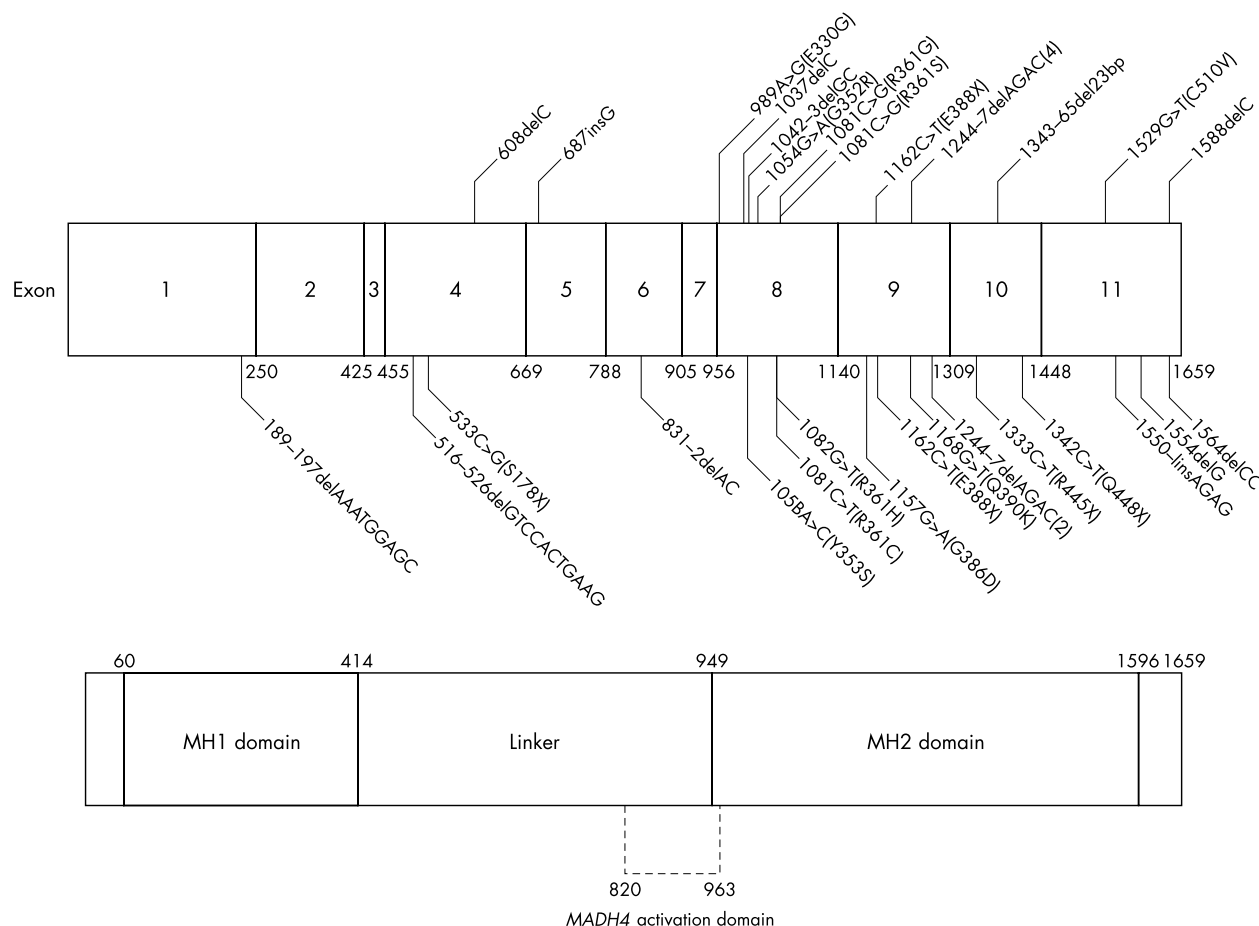 608delC
687insG
989A>G(E330G)
1037delC
1042–3delGC
1054G>A(G352R)
1081C>G(R361G)
1081C>G(R361S)
1162C>T(E388X)
1244–7delAGAC(4)
1343–65del23bp
1529G>T(C510V)
1588delC
Exon 1 2 3 4 5 6 7 8 9 10 11
250 425 455 669 788 905 956 1140 1309 1448 1659
189–197delAAATGGAGC
533C>G(S178X)
516–526delGTCCACTGAAG
831–2delAC
1082G>T(R361H)
1081C>T(R361C)
105BA>C(Y353S)
1157G>A(G386D)
1162C>T(E388X)
1168G>T(Q390K)
1244–7delAGAC(2)
1333C>T(R445X)
1342C>T(Q448X)
1564delCC
1554delG
1550–linsAGAG
60 414 949 1596 1659
MH1 domain Linker MH2 domain
820 963
MADH4 activation domain